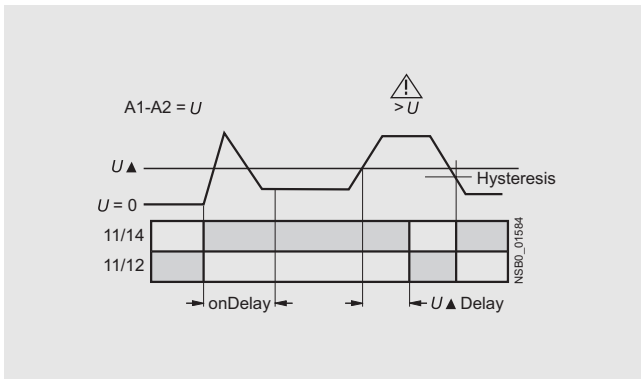 A1-A2 = U
> U
U▲
Hysteresis
U = 0
11/14
11/12
NSB0_01584
onDelay
U▲ Delay